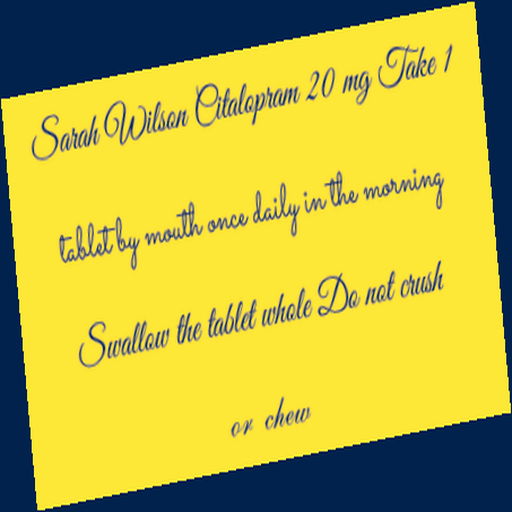 Sarah Wilson Citalopram 20 mg Take 1
tablet by mouth once daily in the morning
Swallow the tablet whole Do not crush
or chew